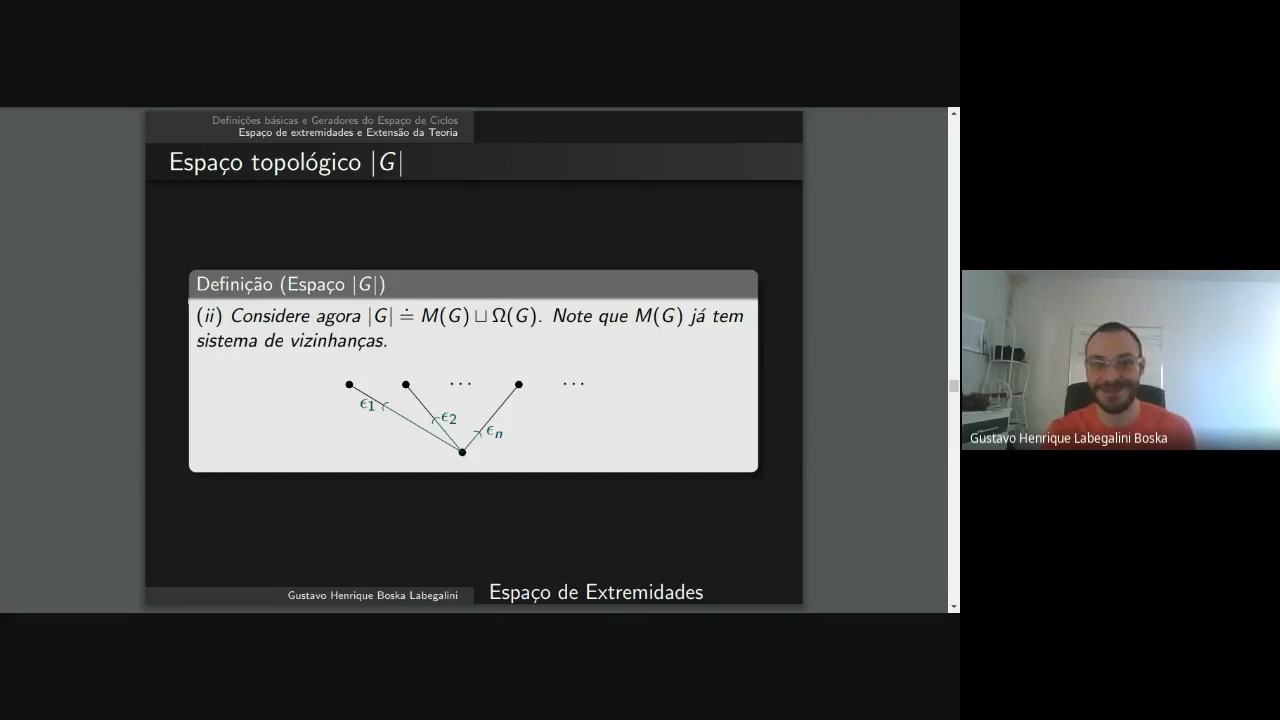 Definições básicas e Geradores do Espaço de Ciclos
Espaço de extremidades e Extensão da Teoria
Espaço topológico |G|
Definição (Espaço |G|)
(ii) Considere agora |G| ≐ M(G) ⊔ Ω(G). Note que M(G) já tem
sistema de vizinhanças.
... ...
ϵ1 ϵ2 ϵn
Gustavo Henrique Boska Labegalini
Espaço de Extremidades
Gustavo Henrique Labegalini Boska